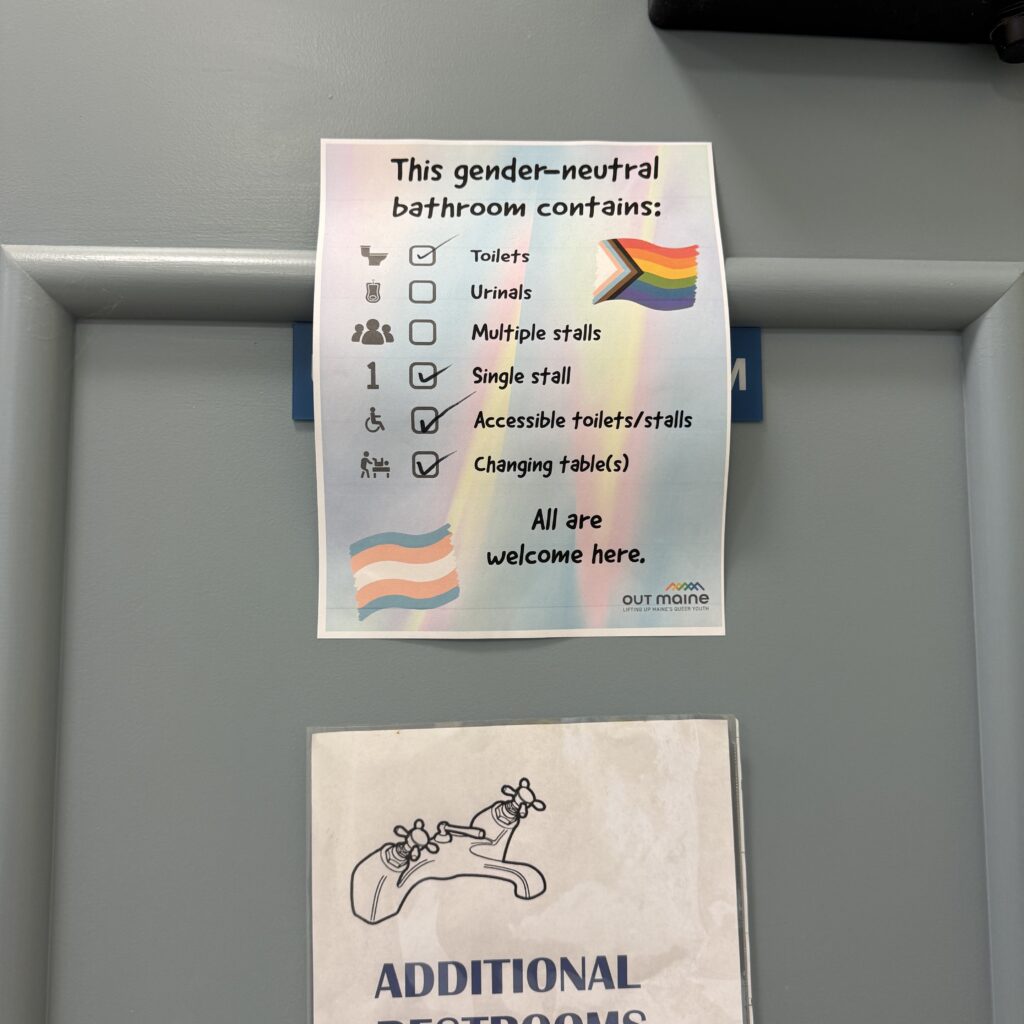 This gender-neutral
bathroom contains:
Toilets
Urinals
Multiple stalls
1 Single stall
Accessible toilets/stalls
Changing table(s)
All are
welcome here.
OUT MAINE
LIFTING UP MAINE'S QUEER YOUTH
M
ADDITIONAL
RESTROOMS